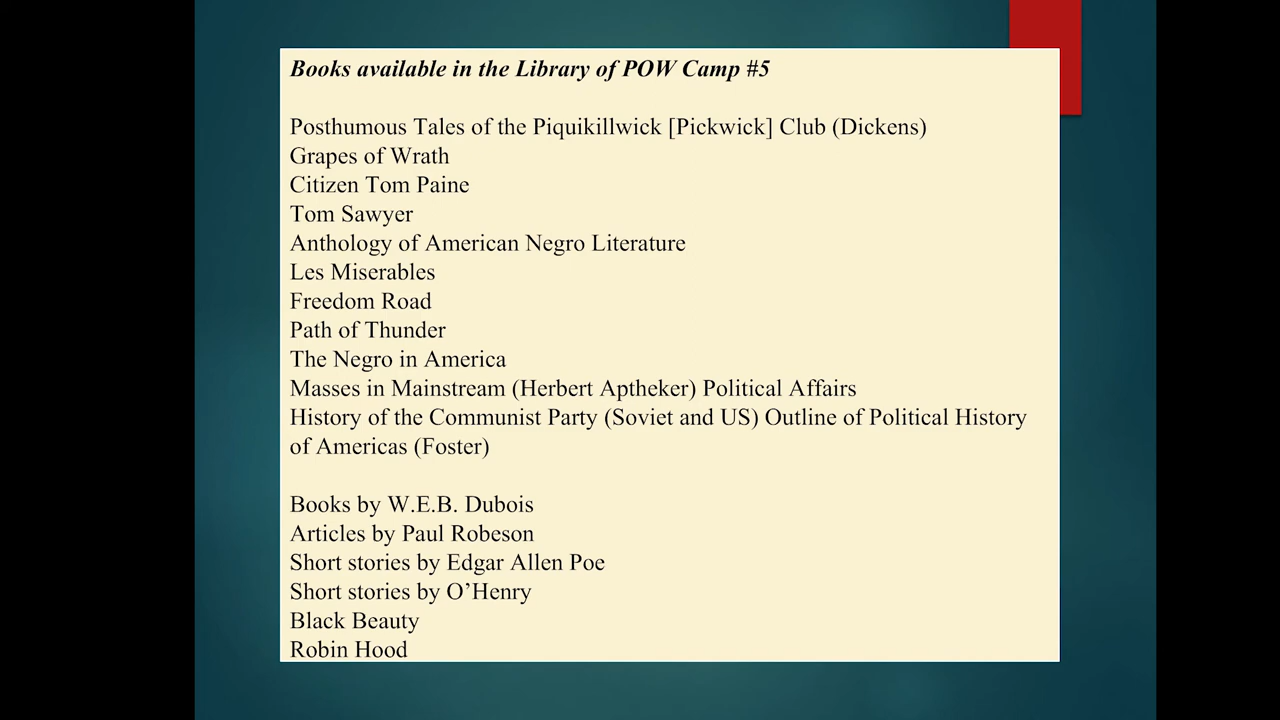 Books available in the Library of POW Camp #5
Posthumous Tales of the Piquikillwick [Pickwick] Club (Dickens)
Grapes of Wrath
Citizen Tom Paine
Tom Sawyer
Anthology of American Negro Literature
Les Miserables
Freedom Road
Path of Thunder
The Negro in America
Masses in Mainstream (Herbert Aptheker) Political Affairs
History of the Communist Party (Soviet and US) Outline of Political History
of Americas (Foster)
Books by W.E.B. Dubois
Articles by Paul Robeson
Short stories by Edgar Allen Poe
Short stories by O’Henry
Black Beauty
Robin Hood